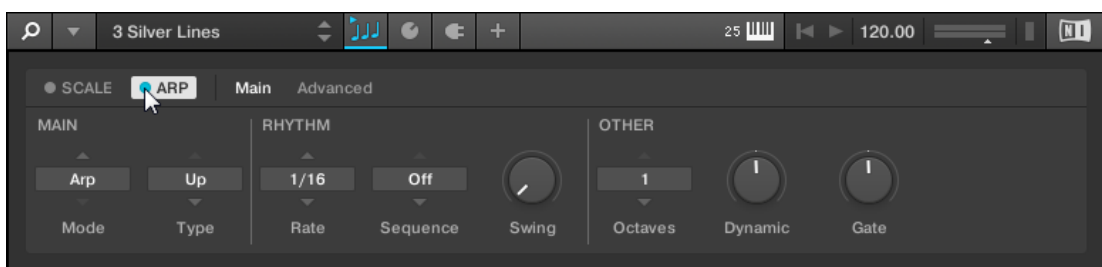 3 Silver Lines 25 120.00 NI
SCALE ARP Main Advanced
MAIN RHYTHM OTHER
Arp Up 1/16 Off 1
Mode Type Rate Sequence Swing Octaves Dynamic Gate